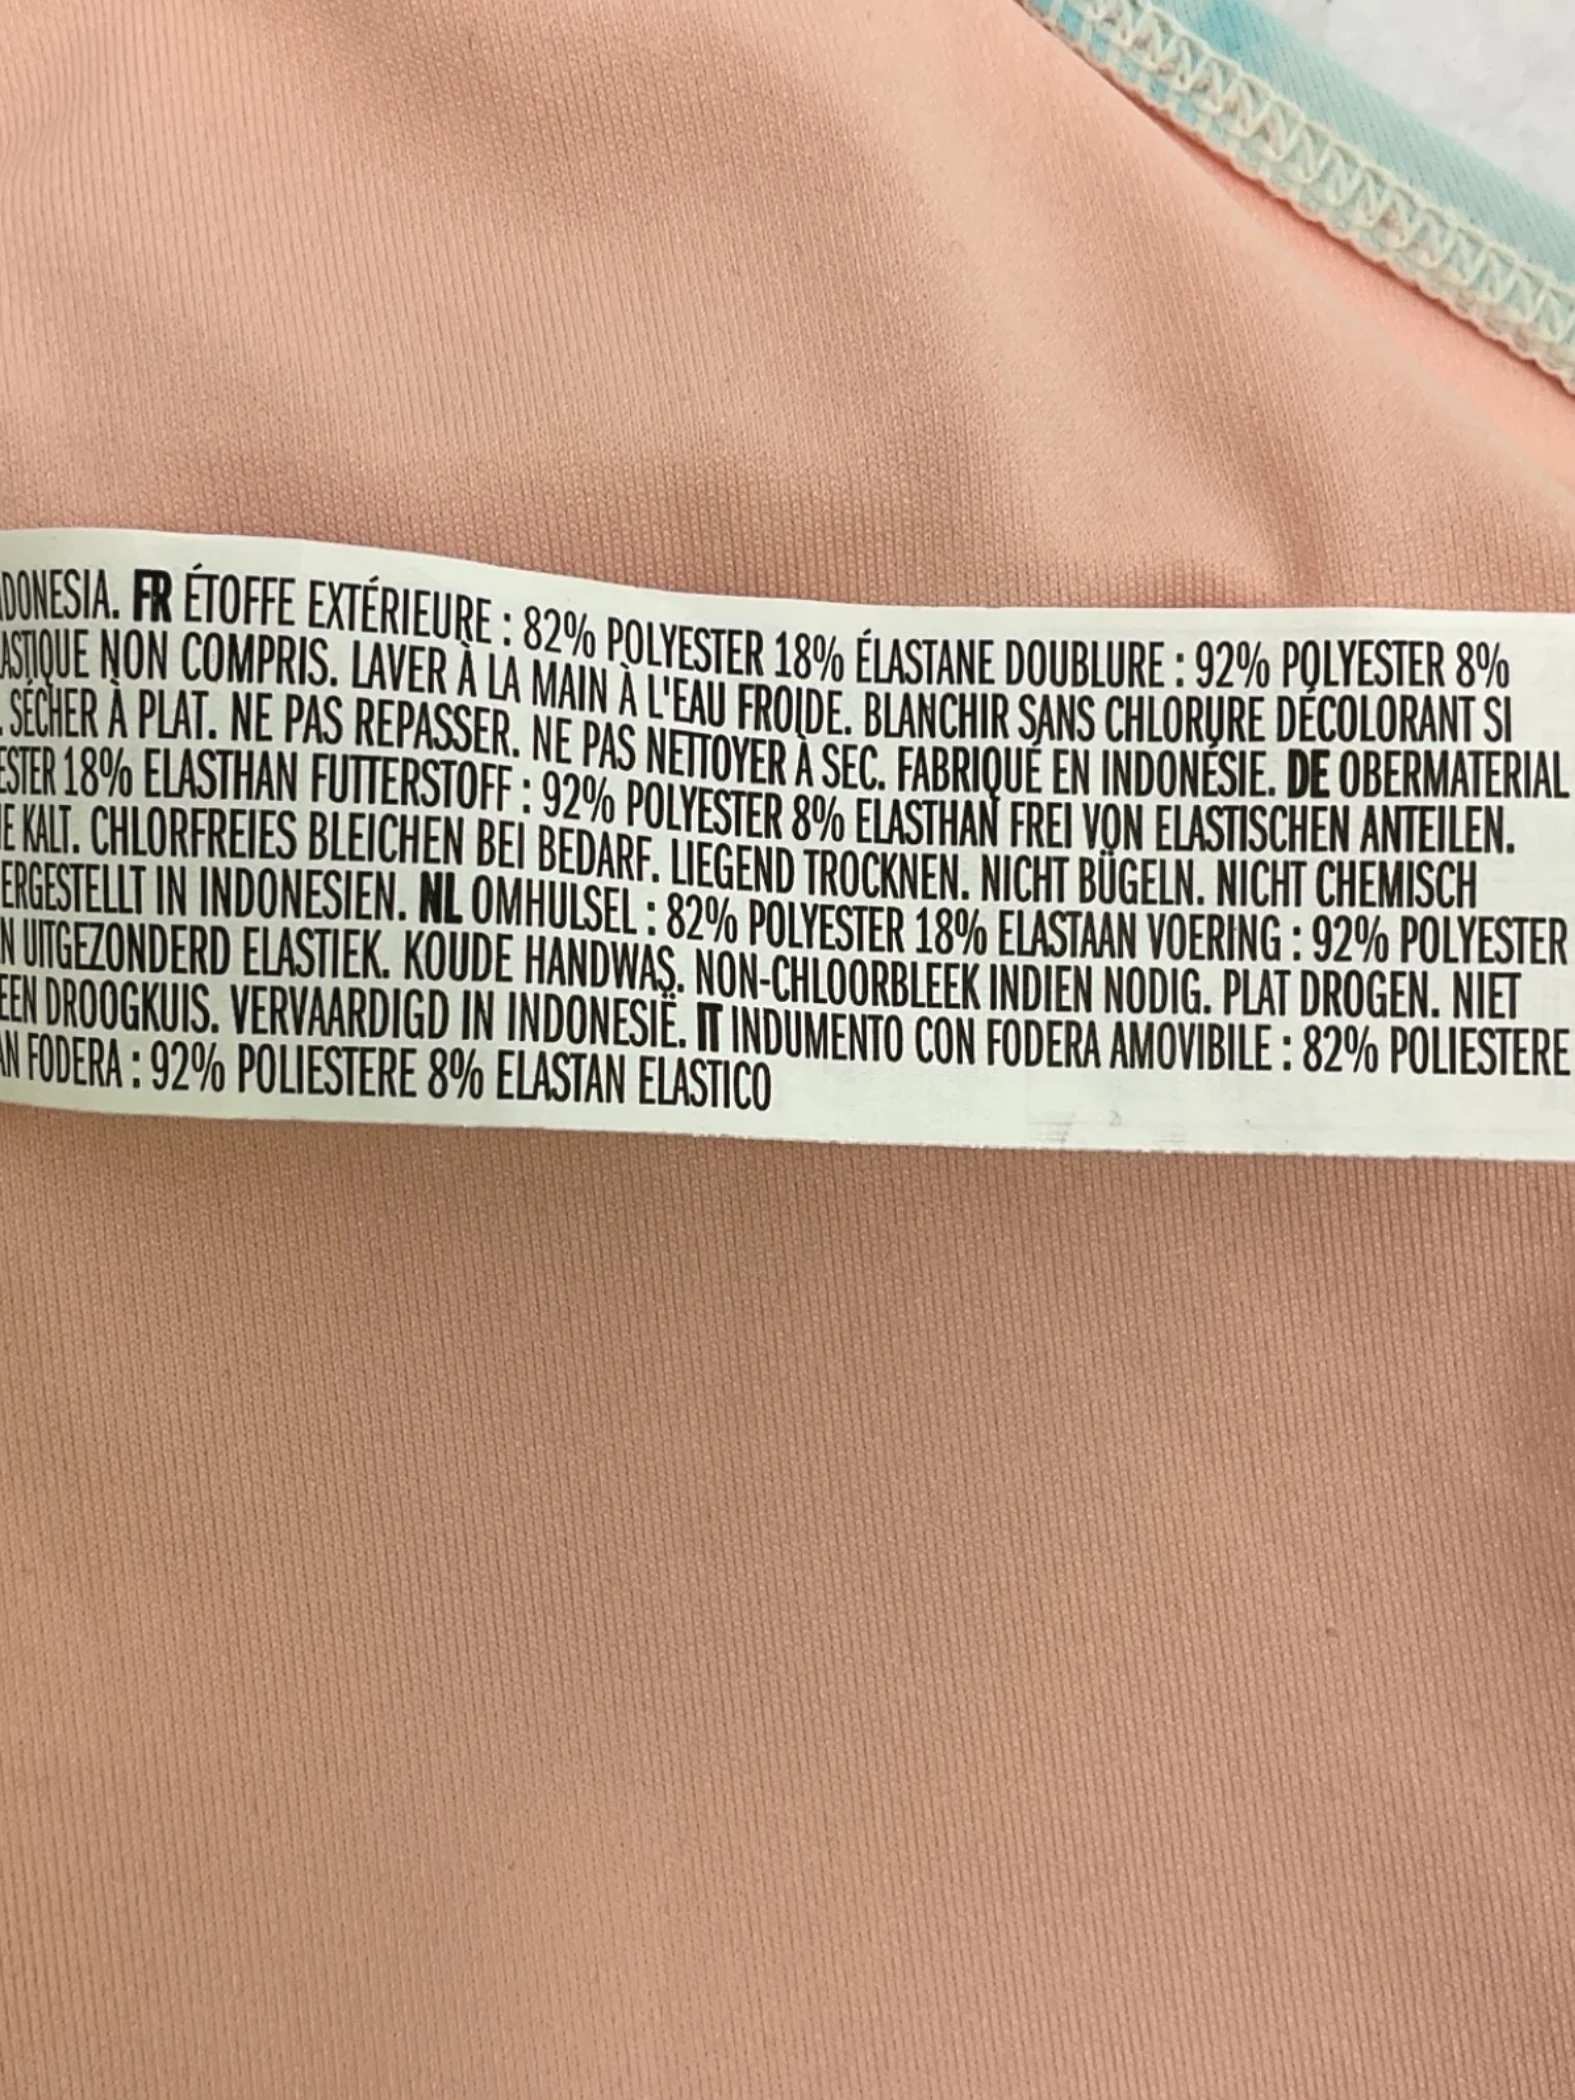 DONESIA. FR ÉTOFFE EXTÉRIEURE : 82% POLYESTER 18% ÉLASTANE DOUBLURE : 92% POLYESTER 8%
ASTIQUE NON COMPRIS. LAVER À LA MAIN À L'EAU FROIDE. BLANCHIR SANS CHLORURE DÉCOLORANT SI
. SÉCHER À PLAT. NE PAS REPASSER. NE PAS NETTOYER À SEC. FABRIQUÉ EN INDONÉSIE. DE OBERMATERIAL
ESTER 18% ELASTHAN FUTTERSTOFF : 92% POLYESTER 8% ELASTHAN FREI VON ELASTISCHEN ANTEILEN.
E KALT. CHLORFREIES BLEICHEN BEI BEDARF. LIEGEND TROCKNEN. NICHT BÜGELN. NICHT CHEMISCH
ERGESTELLT IN INDONESIEN. NL OMHULSEL : 82% POLYESTER 18% ELASTAAN VOERING : 92% POLYESTER
N UITGEZONDERD ELASTIEK. KOUDE HANDWAS. NON-CHLOORBLEEK INDIEN NODIG. PLAT DROGEN. NIET
EEN DROOGKUIS. VERVAARDIGD IN INDONESIË. IT INDUMENTO CON FODERA AMOVIBILE : 82% POLIESTERE
AN FODERA : 92% POLIESTERE 8% ELASTAN ELASTICO